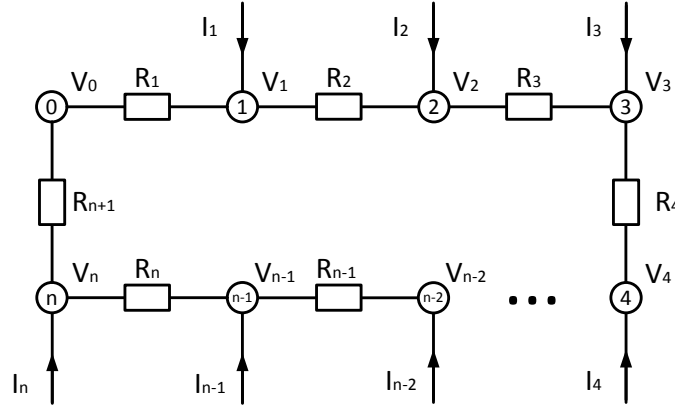 I1 I2 I3
V0 R1 V1 R2 V2 R3 V3
0 1 2 3
Rn+1 R4
Vn Rn Vn-1 Rn-1 Vn-2 V4
n n-1 n-2 ... 4
In In-1 In-2 I4